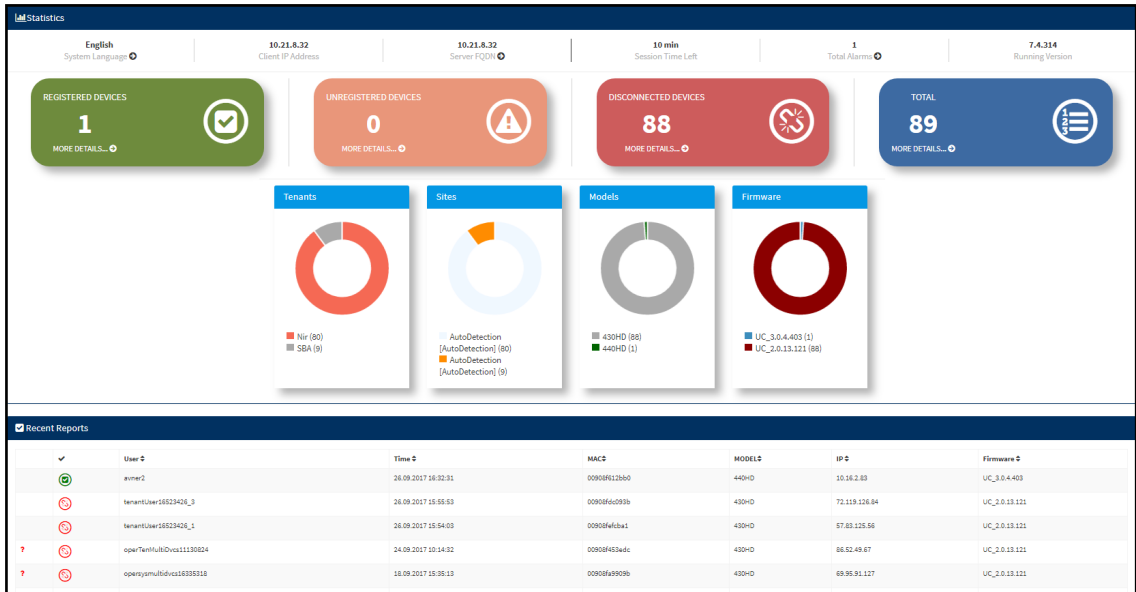 Statistics
English
System Language
10.21.8.32
Client IP Address
10.21.8.32
Server FQDN
10 min
Session Time Left
1
Total Alarms
7.4.314
Running Version
REGISTERED DEVICES
1
MORE DETAILS...
UNREGISTERED DEVICES
0
MORE DETAILS...
DISCONNECTED DEVICES
88
MORE DETAILS...
TOTAL
89
MORE DETAILS...
1
2
3
Tenants
Nir (80)
SBA (9)
Sites
AutoDetection
[AutoDetection] (80)
AutoDetection
[AutoDetection] (9)
Models
430HD (88)
440HD (1)
Firmware
UC_3.0.4.403 (1)
UC_2.0.13.121 (88)
Recent Reports
User Time MAC MODEL IP Firmware
avner2 26.09.2017 16:32:31 00908f612bb0 440HD 10.16.2.83 UC_3.0.4.403
tenantUser16523426_3 26.09.2017 15:55:53 00908fdc093b 430HD 72.119.126.84 UC_2.0.13.121
tenantUser16523426_1 26.09.2017 15:54:03 00908fefcba1 430HD 57.83.125.56 UC_2.0.13.121
? operTenMultiDvcs11130824 24.09.2017 10:14:32 00908f453edc 430HD 86.52.49.67 UC_2.0.13.121
? opersysmultidvcs16335318 18.09.2017 15:35:13 00908fa9909b 430HD 69.95.91.127 UC_2.0.13.121